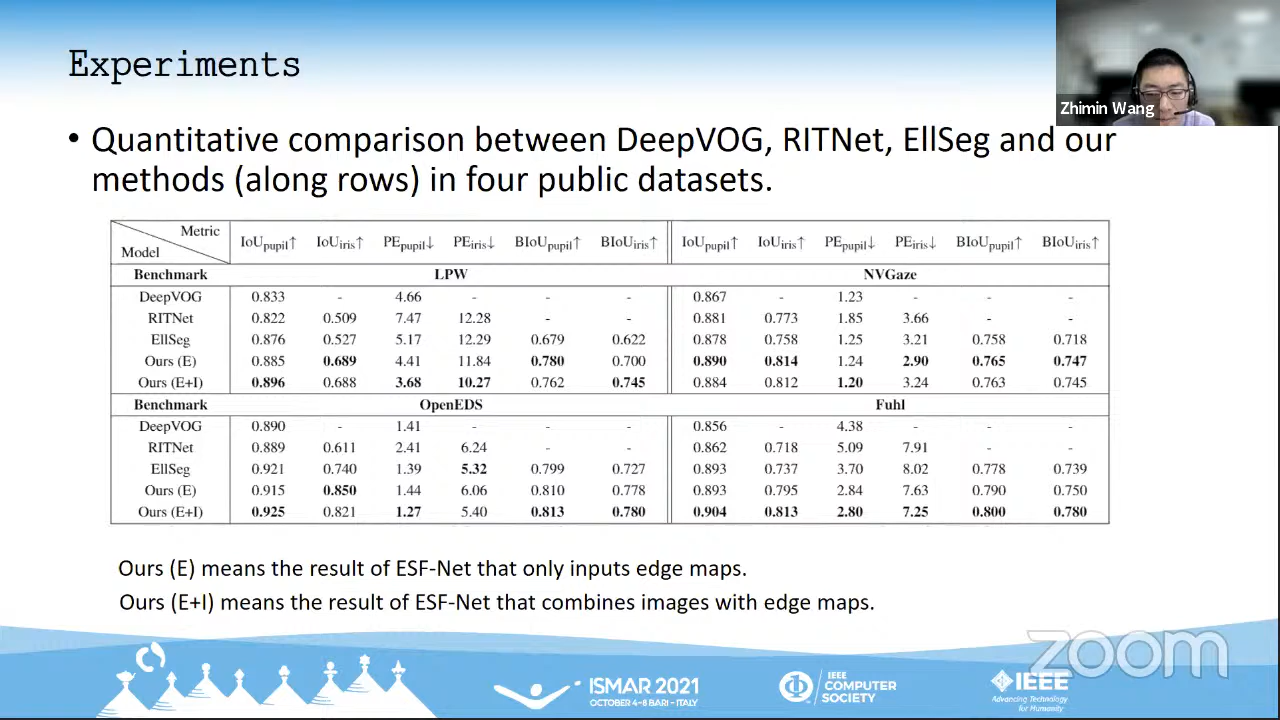 Experiments
Zhimin Wang
• Quantitative comparison between DeepVOG, RITNet, EllSeg and our
methods (along rows) in four public datasets.
Metric
Model
IoUpupil↑ IoUiris↑ PEpupil↓ PEiris↓ BIoUpupil↑ BIoUiris↑ IoUpupil↑ IoUiris↑ PEpupil↓ PEiris↓ BIoUpupil↑ BIoUiris↑
Benchmark LPW NVGaze
DeepVOG 0.833 - 4.66 - - - 0.867 - 1.23 - - -
RITNet 0.822 0.509 7.47 12.28 - - 0.881 0.773 1.85 3.66 - -
EllSeg 0.876 0.527 5.17 12.29 0.679 0.622 0.878 0.758 1.25 3.21 0.758 0.718
Ours (E) 0.885 0.689 4.41 11.84 0.780 0.700 0.890 0.814 1.24 2.90 0.765 0.747
Ours (E+I) 0.896 0.688 3.68 10.27 0.762 0.745 0.884 0.812 1.20 3.24 0.763 0.745
Benchmark OpenEDS Fuhl
DeepVOG 0.890 - 1.41 - - - 0.856 - 4.38 - - -
RITNet 0.889 0.611 2.41 6.24 - - 0.862 0.718 5.09 7.91 - -
EllSeg 0.921 0.740 1.39 5.32 0.799 0.727 0.893 0.737 3.70 8.02 0.778 0.739
Ours (E) 0.915 0.850 1.44 6.06 0.810 0.778 0.893 0.795 2.84 7.63 0.790 0.750
Ours (E+I) 0.925 0.821 1.27 5.40 0.813 0.780 0.904 0.813 2.80 7.25 0.800 0.780
Ours (E) means the result of ESF-Net that only inputs edge maps.
Ours (E+I) means the result of ESF-Net that combines images with edge maps.
zoom
ISMAR 2021
OCTOBER 4-8 BARI - ITALY
IEEE
COMPUTER
SOCIETY
IEEE
Advancing Technology
for Humanity